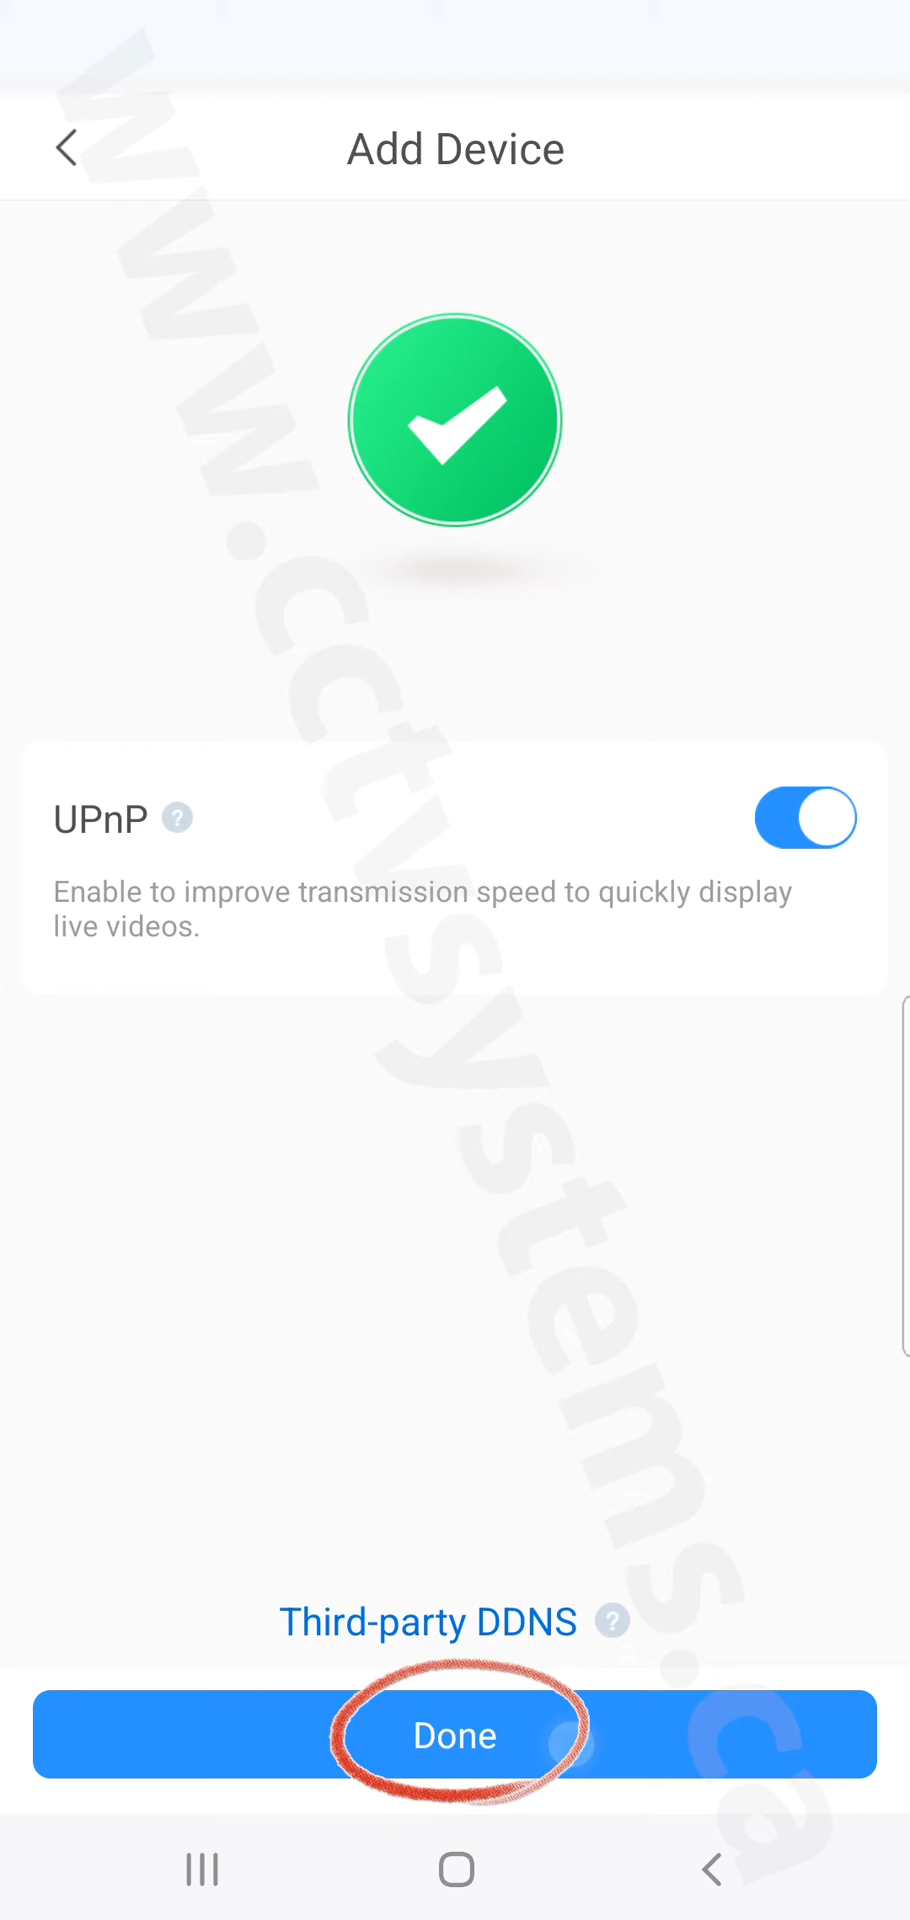 Add Device
UPnP ?
Enable to improve transmission speed to quickly display
live videos.
Third-party DDNS ?
Done
www.cctvsystems.ca